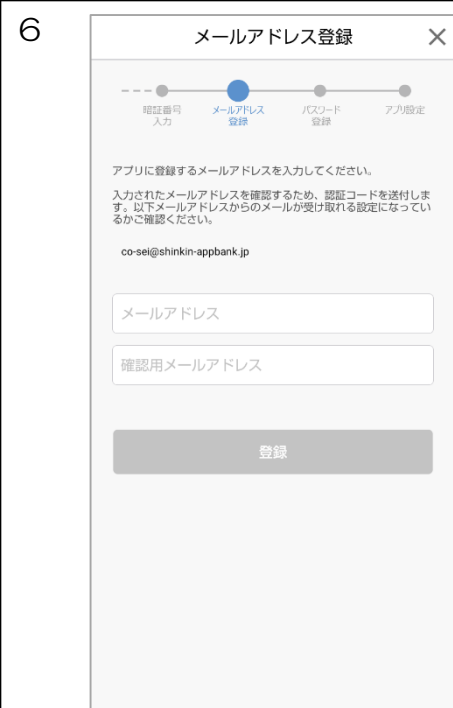 6
メールアドレス登録
暗証番号
入力
メールアドレス
登録
パスワード
登録
アプリ設定
アプリに登録するメールアドレスを入力してください。
入力されたメールアドレスを確認するため、認証コードを送付しま
す。以下メールアドレスからのメールが受け取れる設定になってい
るかご確認ください。
co-sei@shinkin-appbank.jp
メールアドレス
確認用メールアドレス
登録